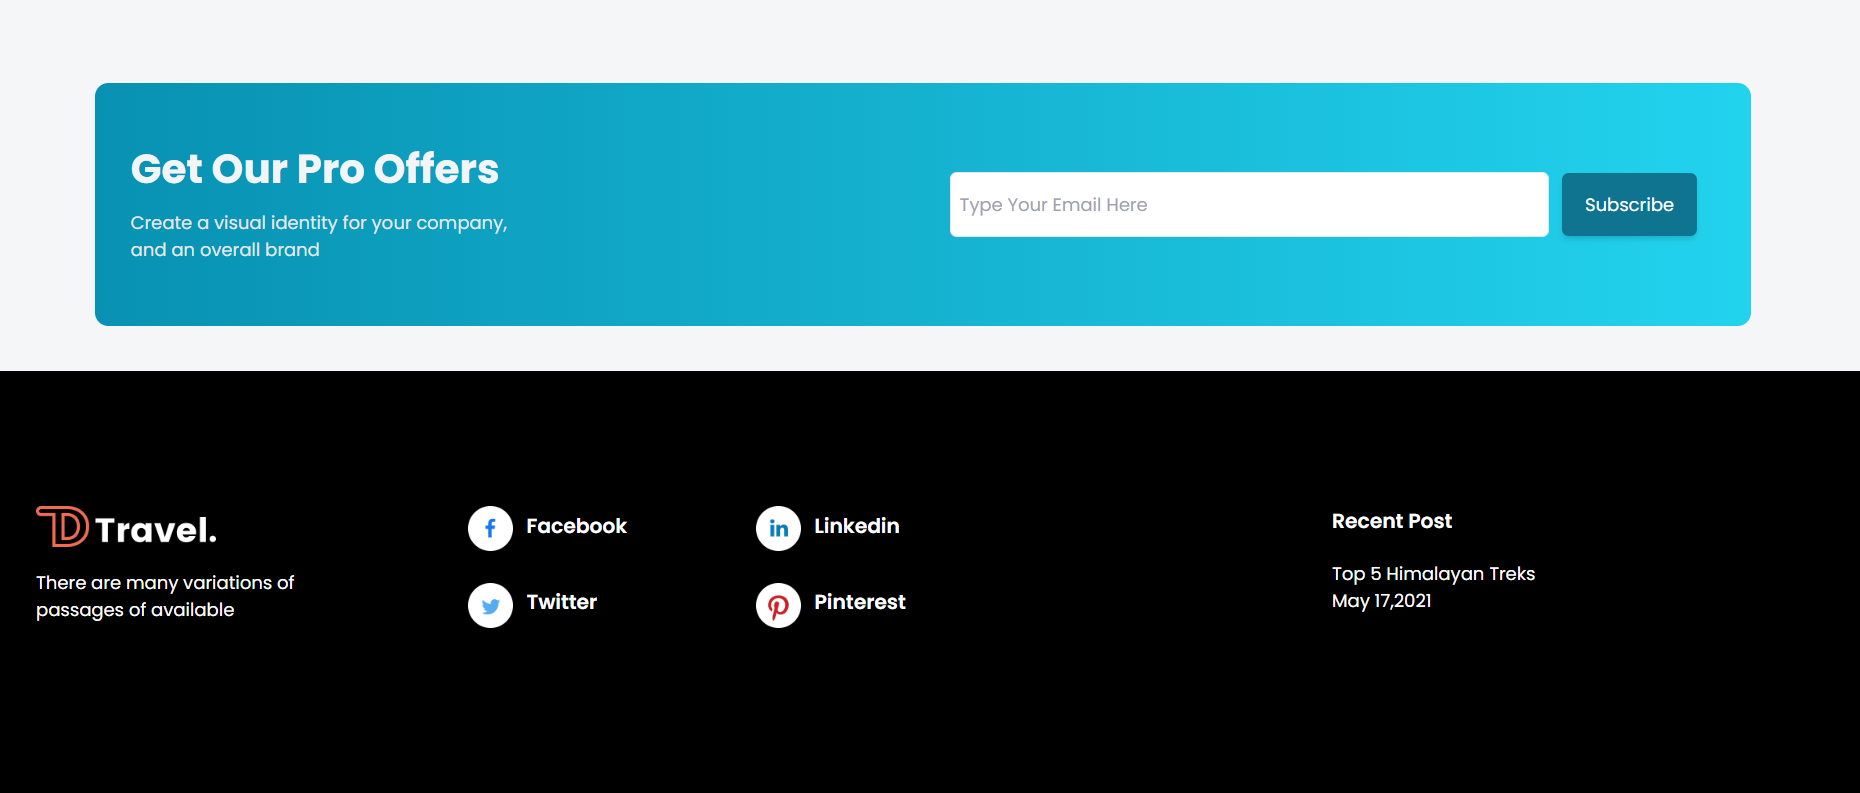 Get Our Pro Offers
Create a visual identity for your company,
and an overall brand
Type Your Email Here
Subscribe
Travel.
There are many variations of
passages of available
Facebook
Linkedin
Twitter
Pinterest
Recent Post
Top 5 Himalayan Treks
May 17,2021